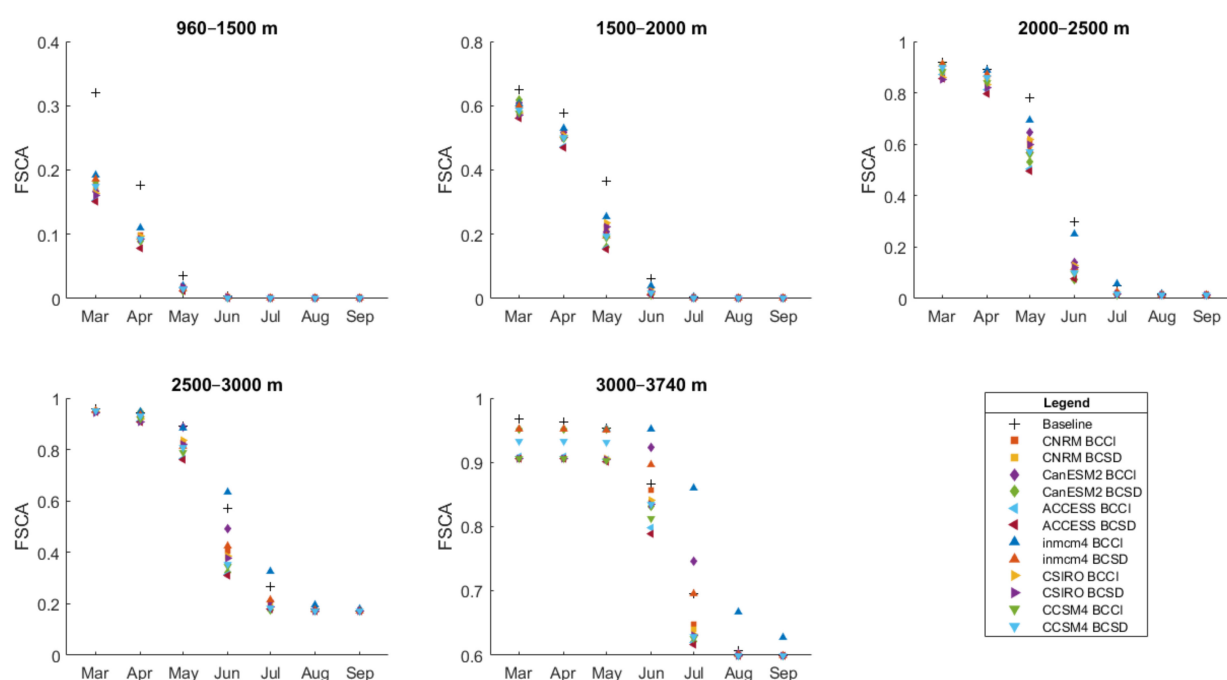 960–1500 m
0.4
0.3
0.2
0.1
0
FSCA
Mar Apr May Jun Jul Aug Sep
1500–2000 m
0.8
0.6
0.4
0.2
0
FSCA
Mar Apr May Jun Jul Aug Sep
2000–2500 m
1
0.8
0.6
0.4
0.2
0
FSCA
Mar Apr May Jun Jul Aug Sep
2500–3000 m
1
0.8
0.6
0.4
0.2
0
FSCA
Mar Apr May Jun Jul Aug Sep
3000–3740 m
1
0.9
0.8
0.7
0.6
FSCA
Mar Apr May Jun Jul Aug Sep
Legend
Baseline
CNRM BCCI
CNRM BCSD
CanESM2 BCCI
CanESM2 BCSD
ACCESS BCCI
ACCESS BCSD
inmcm4 BCCI
inmcm4 BCSD
CSIRO BCCI
CSIRO BCSD
CCSM4 BCCI
CCSM4 BCSD